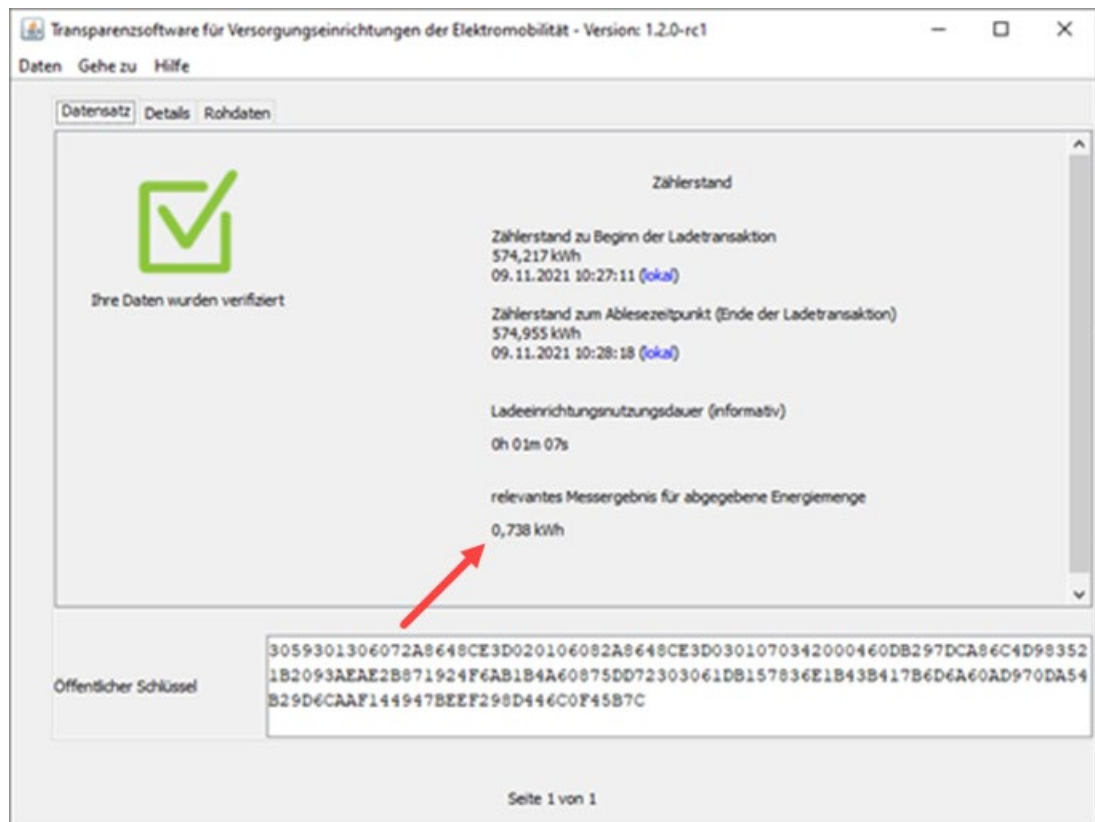 Transparenzsoftware für Versorgungseinrichtungen der Elektromobilität - Version: 1.2.0-rc1
Daten Gehe zu Hilfe
Datensatz Details Rohdaten
Zählerstand
Zählerstand zu Beginn der Ladetransaktion
574,217 kWh
09.11.2021 10:27:11 (lokal)
Ihre Daten wurden verifiziert
Zählerstand zum Ablesezeitpunkt (Ende der Ladetransaktion)
574,955 kWh
09.11.2021 10:28:18 (lokal)
Ladeeinrichtungsnutzungsdauer (informativ)
0h 01m 07s
relevantes Messergebnis für abgegebene Energiemenge
0,738 kWh
Öffentlicher Schlüssel
3059301306072A8648CE3D020106082A8648CE3D0301070342000460DB297DCA86C4D98352
1B2093AEAE2B871924F6AB1B4A60875DD72303061DB157836E1B43B417B6D6A60AD970DA54
B29D6CAAF144947BEEF298D446C0F45B7C
Seite 1 von 1